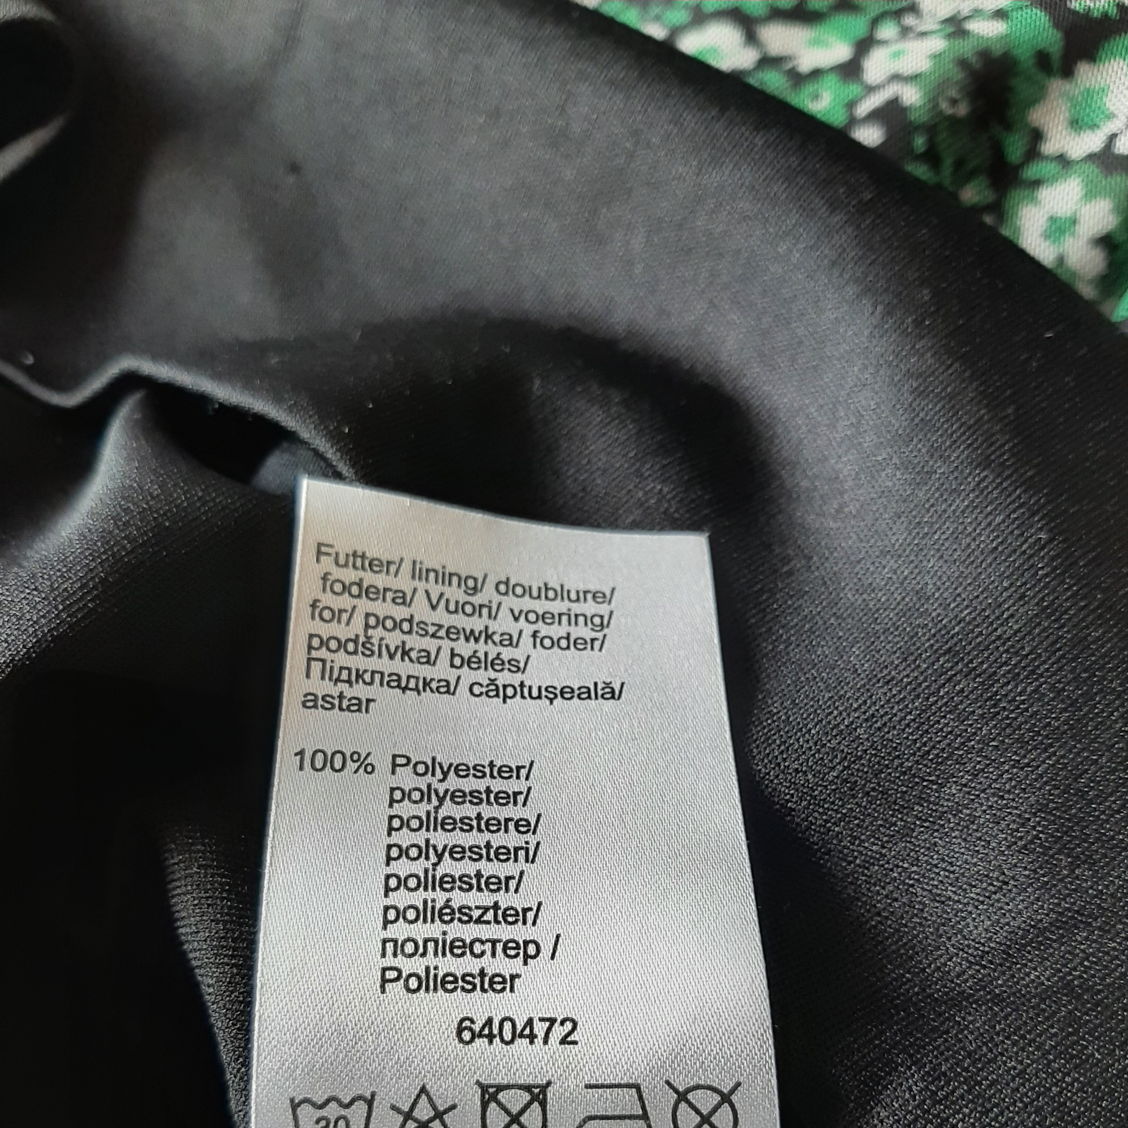 Futter/ lining/ doublure/
fodera/ Vuori/ voering/
for/ podszewka/ foder/
podšívka/ bélés/
Підкладка/ căptușeală/
astar
100% Polyester/
polyester/
poliestere/
polyesteri/
poliester/
poliészter/
поліестер /
Poliester
640472
30